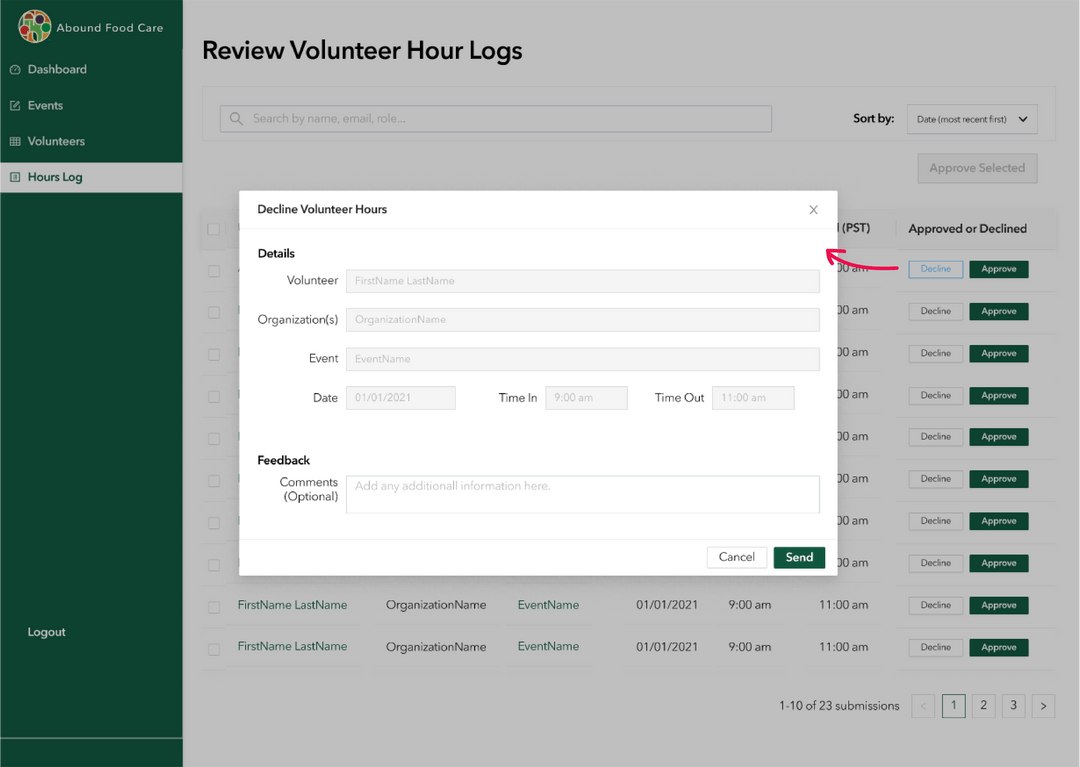 Abound Food Care
Dashboard
Events
Volunteers
Hours Log
Logout
Review Volunteer Hour Logs
Search by name, email, role...
Sort by:
Date (most recent first)
Approve Selected
(PST)
Approved or Declined
Decline Volunteer Hours
X
Details
Volunteer
FirstName LastName
Organization(s)
OrganizationName
Event
EventName
Date
01/01/2021
Time In
9:00 am
Time Out
11:00 am
Feedback
Comments
(Optional)
Add any additionall information here.
Cancel
Send
00 am Decline Approve
00 am Decline Approve
00 am Decline Approve
00 am Decline Approve
00 am Decline Approve
00 am Decline Approve
00 am Decline Approve
00 am Decline Approve
FirstName LastName OrganizationName EventName 01/01/2021 9:00 am 11:00 am Decline Approve
FirstName LastName OrganizationName EventName 01/01/2021 9:00 am 11:00 am Decline Approve
1-10 of 23 submissions < 1 2 3 >